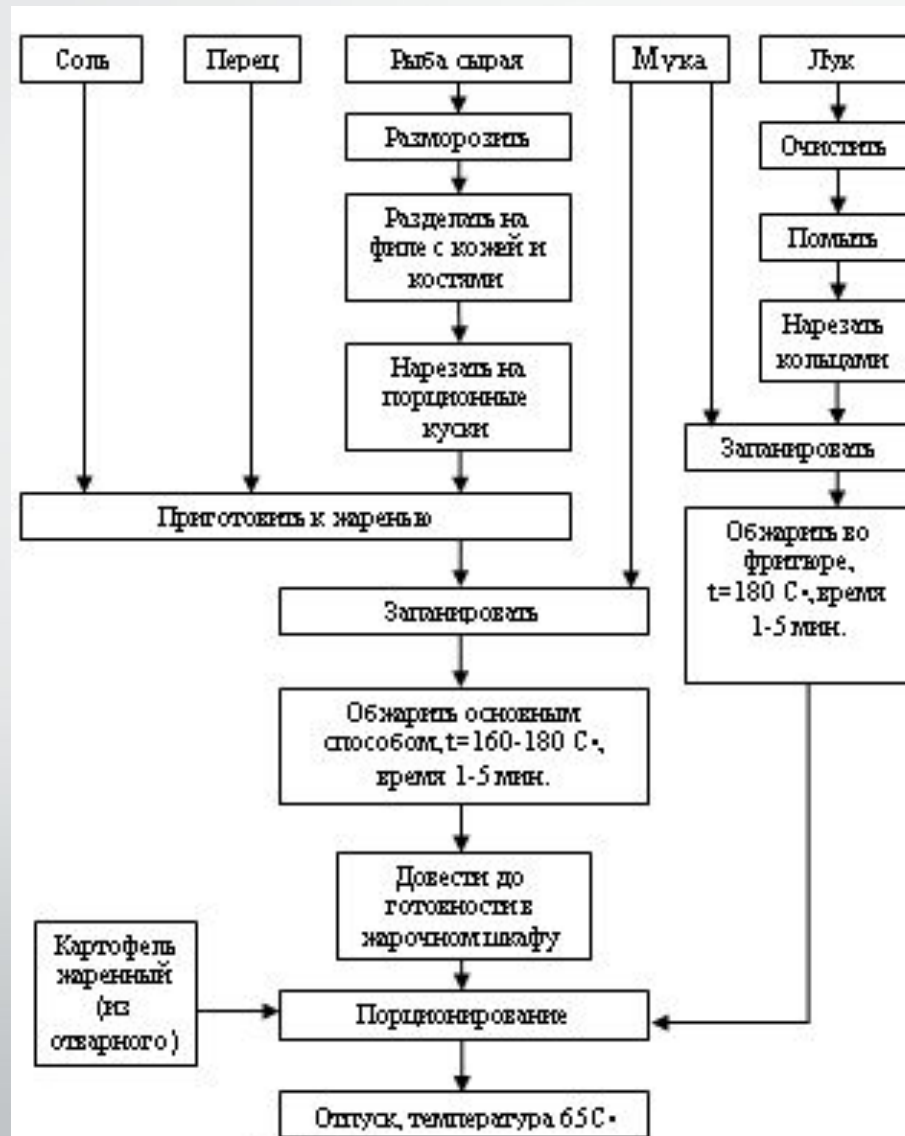 Соль
Перец
Рыба сырая
Мука
Лук
Разморозить
Очистить
Разделать на
филе с кожей и
костями
Помыть
Нарезать
кольцами
Нарезать на
порционные
куски
Запанировать
Приготовить к жаренью
Обжарить во
фритюре,
t=180 С•,время
1-5 мин.
Запанировать
Обжарить основным
способом,t=160-180 С•,
время 1-5 мин.
Довести до
готовности в
жарочном шкафу
Картофель
жаренный
(из
отварного)
Порционирование
Отпуск, температура 65С•